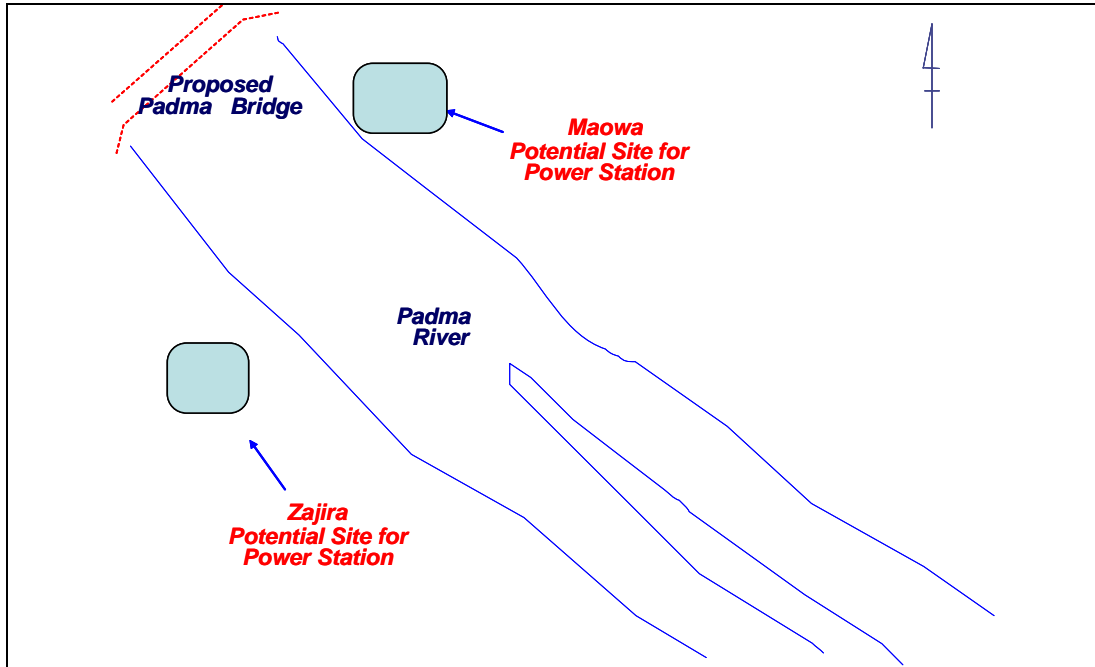 Proposed
Padma Bridge
Maowa
Potential Site for
Power Station
Padma
River
Zajira
Potential Site for
Power Station